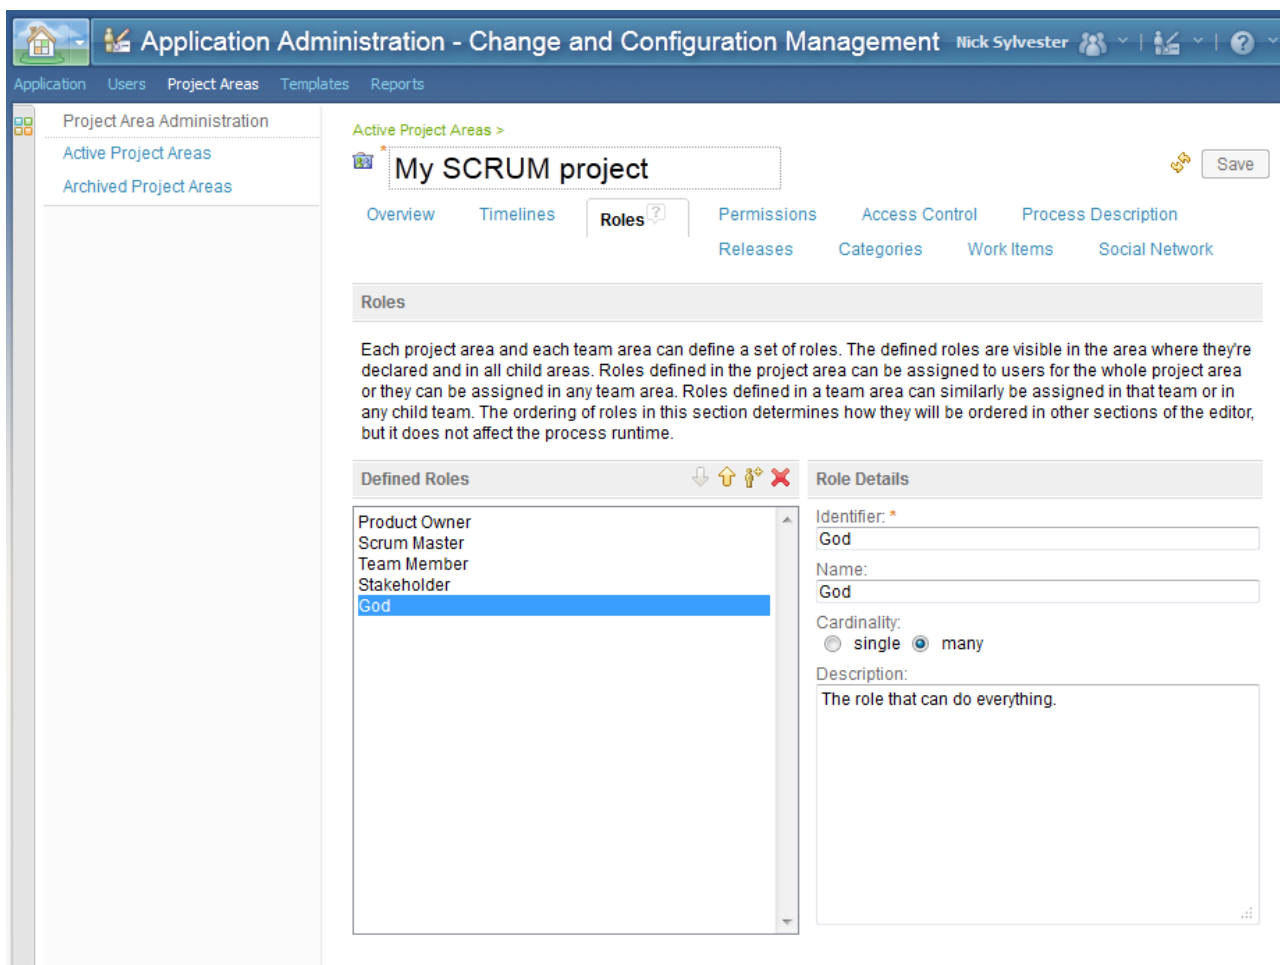 Application Administration - Change and Configuration Management Nick Sylvester
Application Users Project Areas Templates Reports
Project Area Administration
Active Project Areas
Archived Project Areas
Active Project Areas >
* My SCRUM project
Save
Overview Timelines Roles ? Permissions Access Control Process Description
Releases Categories Work Items Social Network
Roles
Each project area and each team area can define a set of roles. The defined roles are visible in the area where they're
declared and in all child areas. Roles defined in the project area can be assigned to users for the whole project area
or they can be assigned in any team area. Roles defined in a team area can similarly be assigned in that team or in
any child team. The ordering of roles in this section determines how they will be ordered in other sections of the editor,
but it does not affect the process runtime.
Defined Roles
Product Owner
Scrum Master
Team Member
Stakeholder
God
Role Details
Identifier: *
God
Name:
God
Cardinality:
single many
Description:
The role that can do everything.